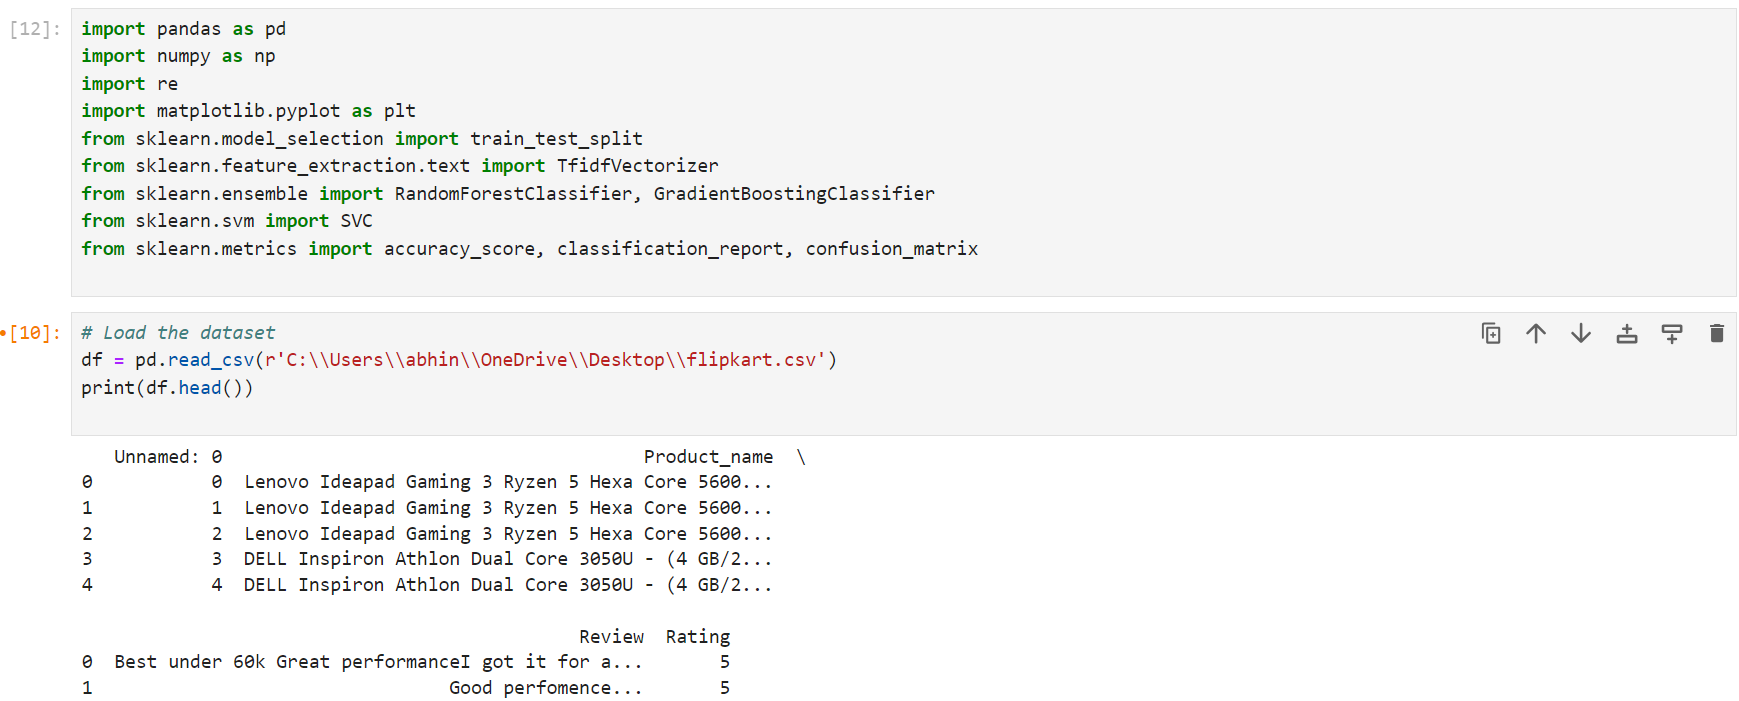 [12]: import pandas as pd
import numpy as np
import re
import matplotlib.pyplot as plt
from sklearn.model_selection import train_test_split
from sklearn.feature_extraction.text import TfidfVectorizer
from sklearn.ensemble import RandomForestClassifier, GradientBoostingClassifier
from sklearn.svm import SVC
from sklearn.metrics import accuracy_score, classification_report, confusion_matrix
•[10]: # Load the dataset
df = pd.read_csv(r'C:\\Users\\abhin\\OneDrive\\Desktop\\flipkart.csv')
print(df.head())
Unnamed: 0 Product_name \
0 0 Lenovo Ideapad Gaming 3 Ryzen 5 Hexa Core 5600...
1 1 Lenovo Ideapad Gaming 3 Ryzen 5 Hexa Core 5600...
2 2 Lenovo Ideapad Gaming 3 Ryzen 5 Hexa Core 5600...
3 3 DELL Inspiron Athlon Dual Core 3050U - (4 GB/2...
4 4 DELL Inspiron Athlon Dual Core 3050U - (4 GB/2...
Review Rating
0 Best under 60k Great performanceI got it for a... 5
1 Good perfomence... 5